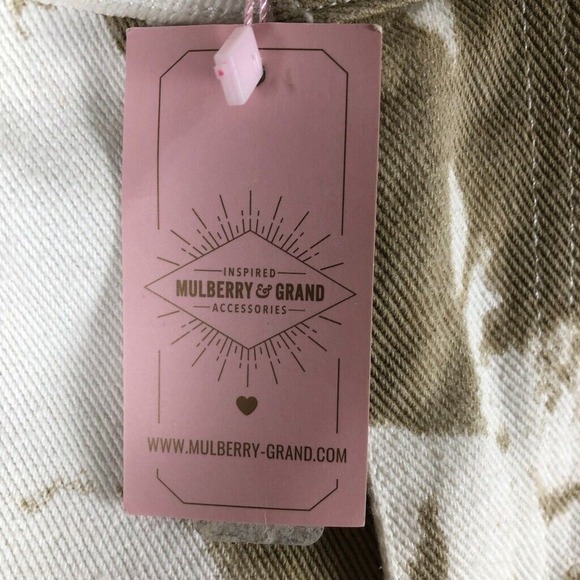 INSPIRED
MULBERRY & GRAND
ACCESSORIES
WWW.MULBERRY-GRAND.COM